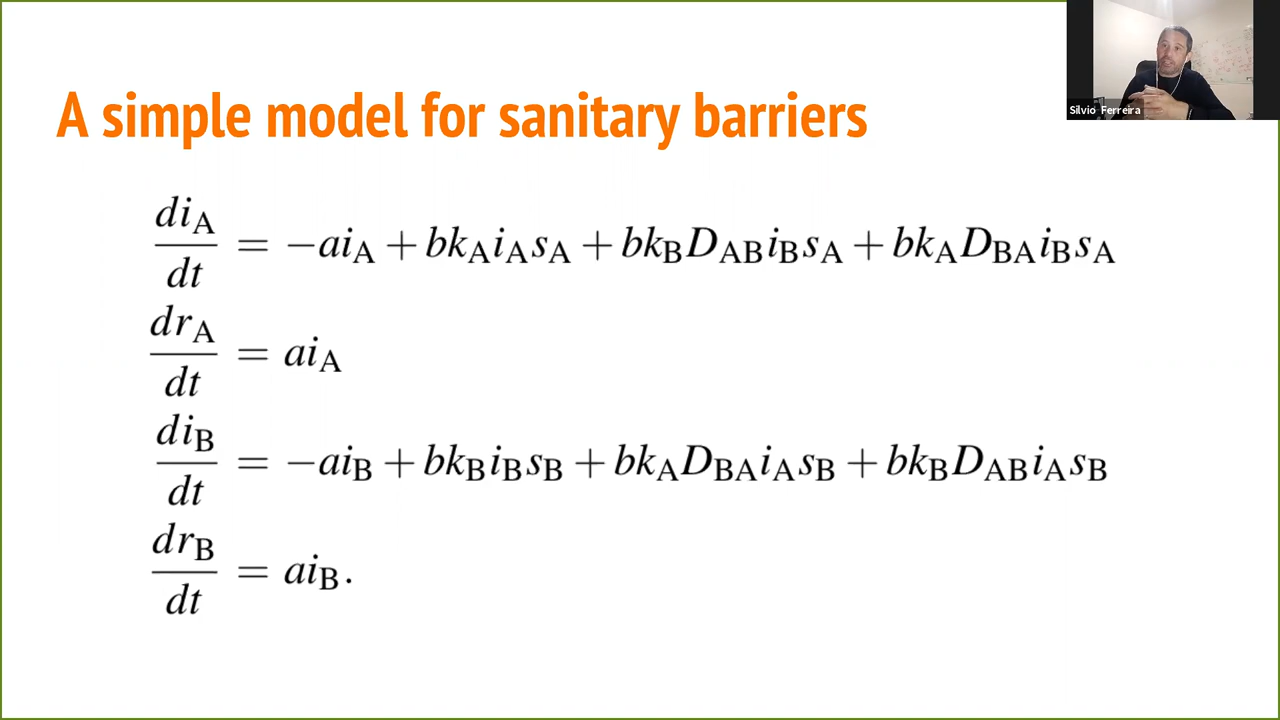 A simple model for sanitary barriers
Silvio Ferreira
di_A/dt = −ai_A + bk_A i_A s_A + bk_B D_AB i_B s_A + bk_A D_BA i_B s_A
dr_A/dt = ai_A
di_B/dt = −ai_B + bk_B i_B s_B + bk_A D_BA i_A s_B + bk_B D_AB i_A s_B
dr_B/dt = ai_B.